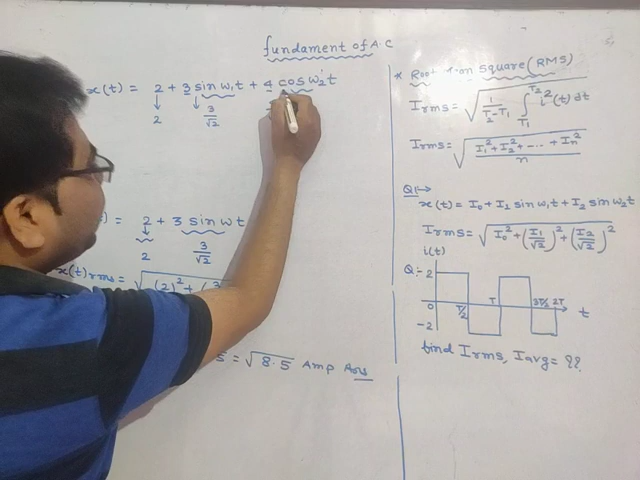 fundament of A.C
x(t) = 2 + 3 sin w₁t + 4 cos w₂t
2 3/√2
) = 2 + 3 sin wt
2 3/√2
x(t)rms = √(2)² + (3
5 = √8.5 Amp Ans
* Root Mean Square (RMS)
Irms = √1/T₂-T₁ ∫T₁T₂ i²(t) dt
Irms = √I₁²+I₂²+-··+Iₙ²/n
Q1→
x(t) = I₀ + I₁ sin w₁t + I₂ sin w₂t
Irms = √I₀²+(I₁/√2)²+(I₂/√2)²
i(t)
Q:- 2
0 T/2 T 3T/2 2T t
-2
find Irms, Iavg = ??